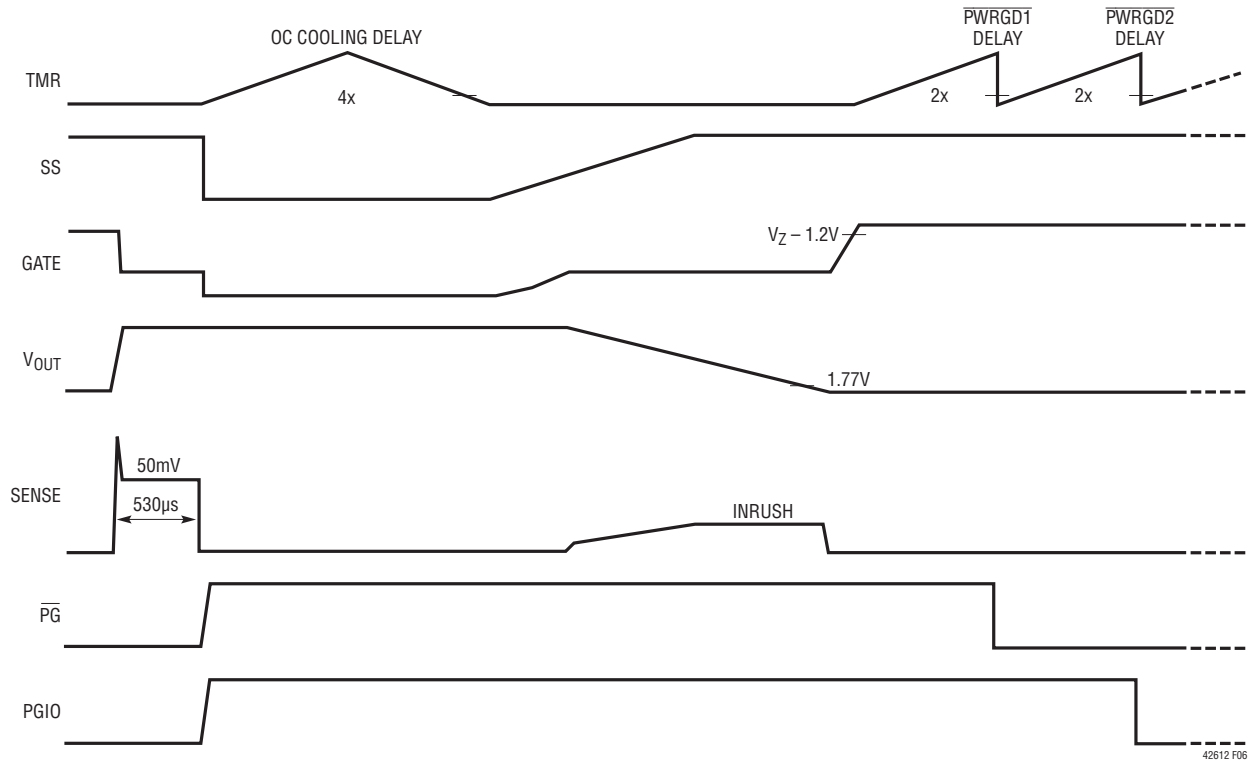 PWRGD1
DELAY
PWRGD2
DELAY
OC COOLING DELAY
TMR
4x
2x
2x
SS
VZ – 1.2V
GATE
VOUT
1.77V
50mV
SENSE
530µs
INRUSH
PG
PGIO
42612 F06